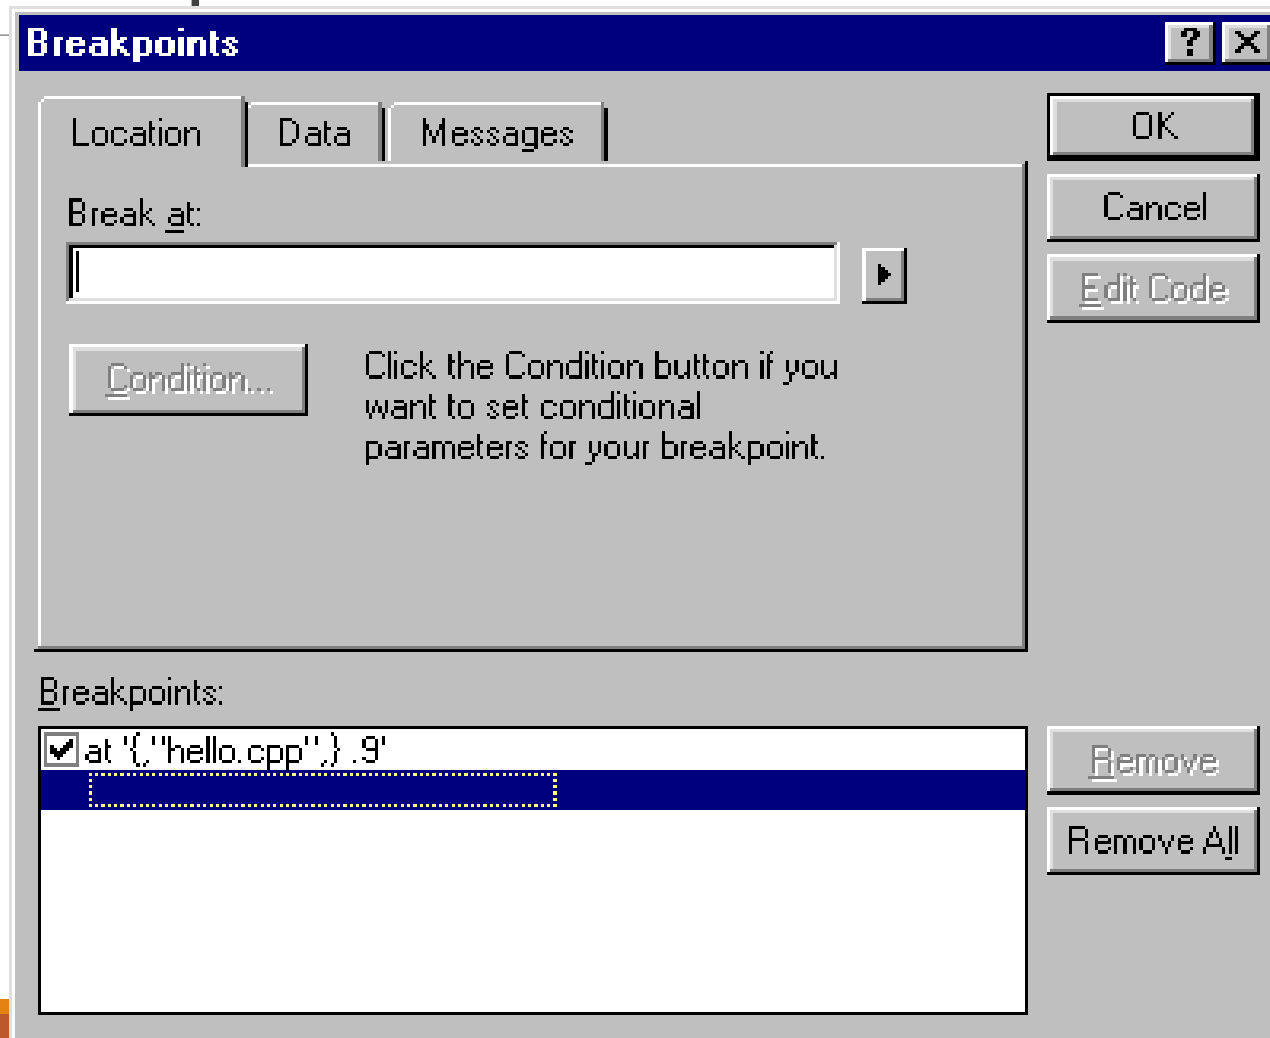 Breakpoints
Location Data Messages
OK
Cancel
Edit Code
Break at:
Condition...
Click the Condition button if you
want to set conditional
parameters for your breakpoint.
Breakpoints:
at '{,"hello.cpp",} .9'
Remove
Remove All